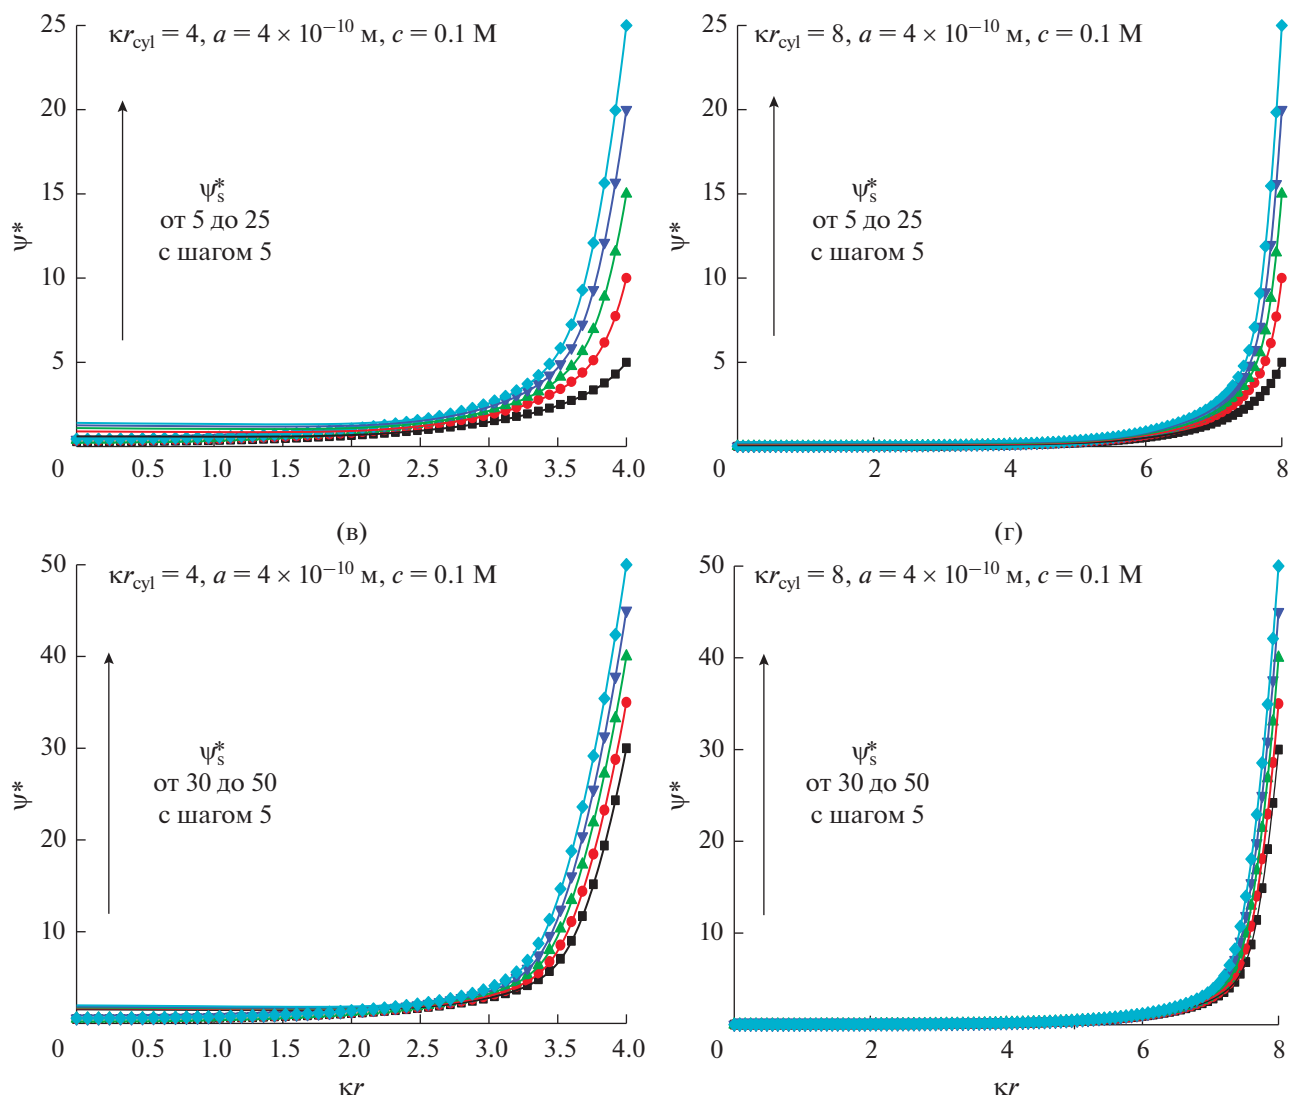 κr_cyl = 4, a = 4 × 10⁻¹⁰ м, c = 0.1 М
25
20
15
10
5
0
ψ*
ψ*_s
от 5 до 25
с шагом 5
0.5 1.0 1.5 2.0 2.5 3.0 3.5 4.0
κr_cyl = 8, a = 4 × 10⁻¹⁰ м, c = 0.1 М
25
20
15
10
5
0
ψ*
ψ*_s
от 5 до 25
с шагом 5
2 4 6 8
(в)
κr_cyl = 4, a = 4 × 10⁻¹⁰ м, c = 0.1 М
50
40
30
20
10
0
ψ*
ψ*_s
от 30 до 50
с шагом 5
0.5 1.0 1.5 2.0 2.5 3.0 3.5 4.0
κr
(г)
κr_cyl = 8, a = 4 × 10⁻¹⁰ м, c = 0.1 М
50
40
30
20
10
0
ψ*
ψ*_s
от 30 до 50
с шагом 5
2 4 6 8
κr